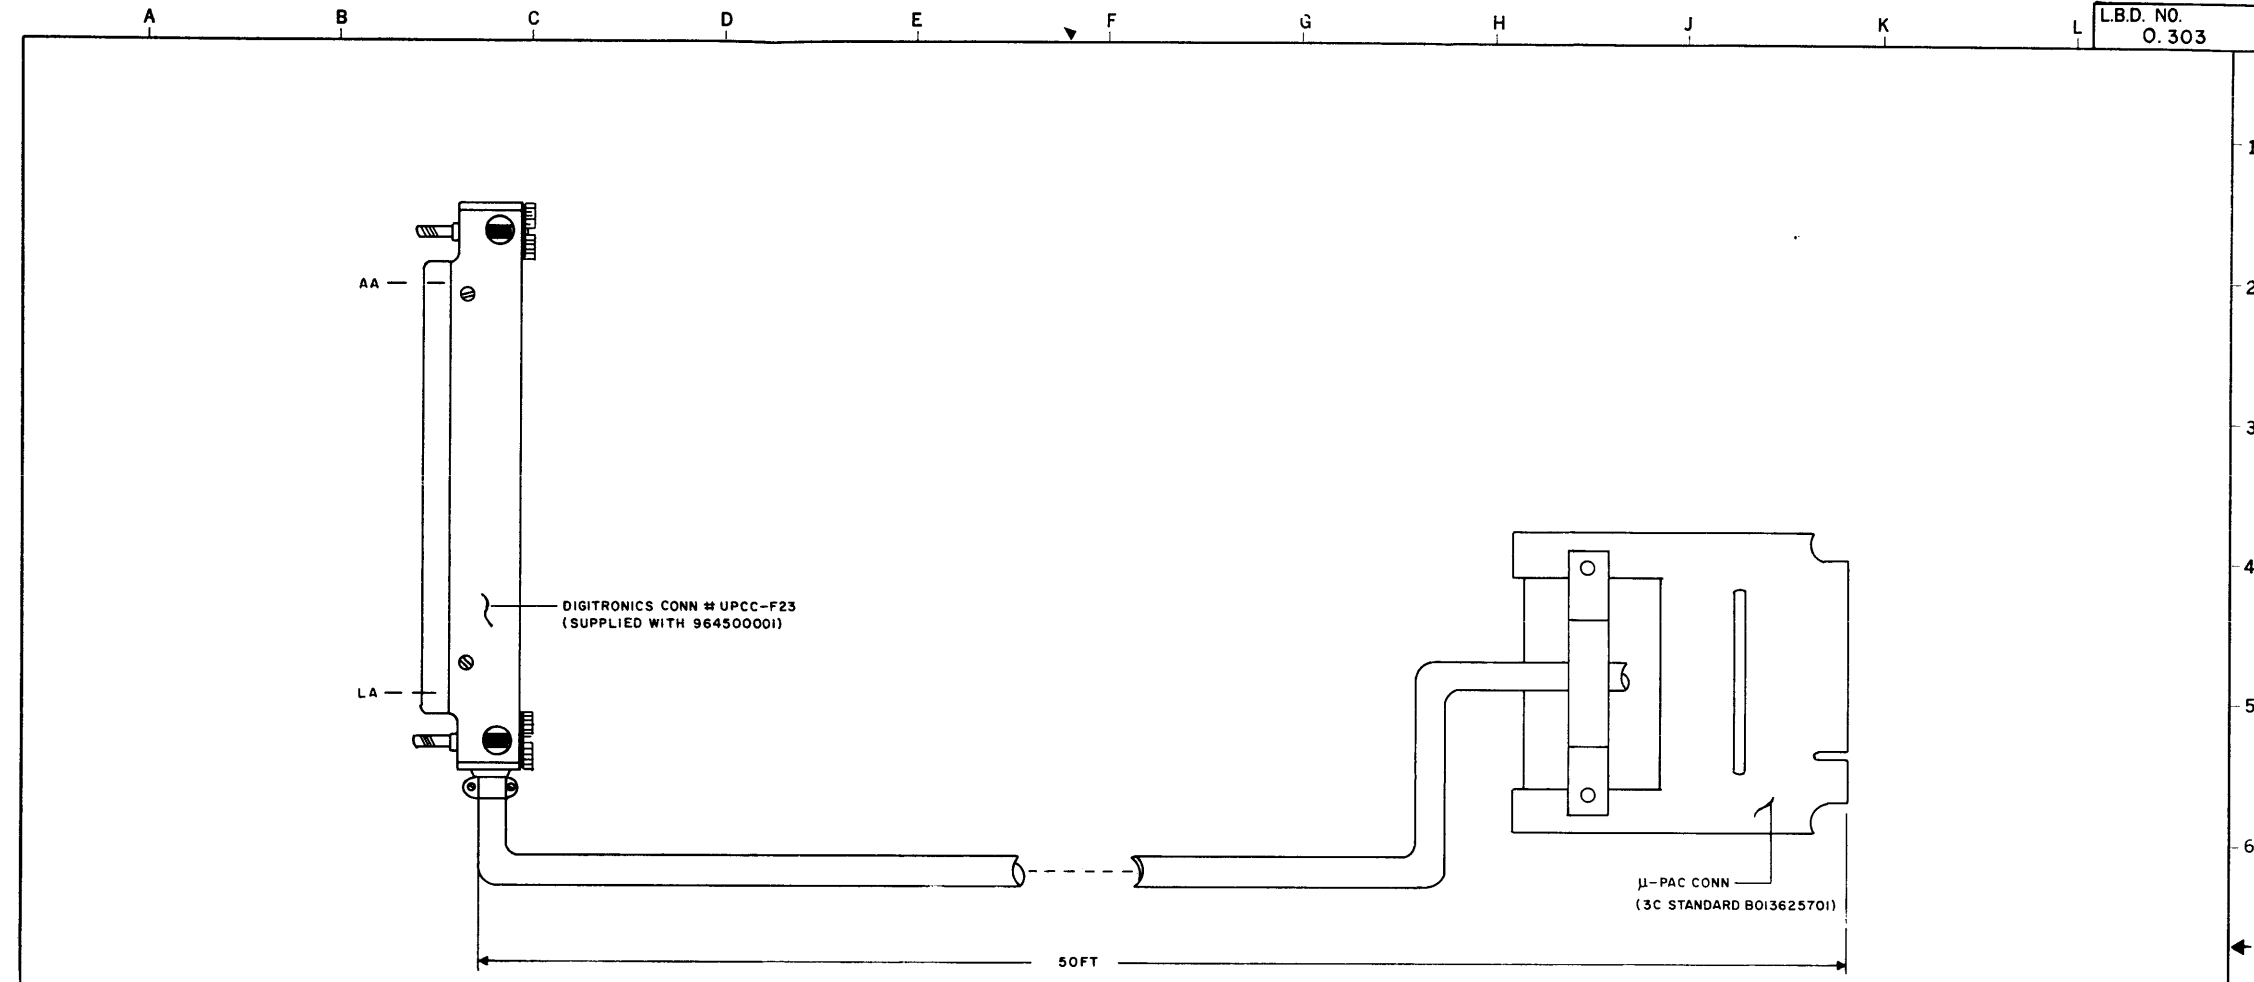 A B C D E F G H J K L
L.B.D. NO.
0.303
1
2
AA
3
4
DIGITRONICS CONN # UPCC-F23
(SUPPLIED WITH 964500001)
LA
5
6
µ-PAC CONN
(3C STANDARD B013625701)
50FT